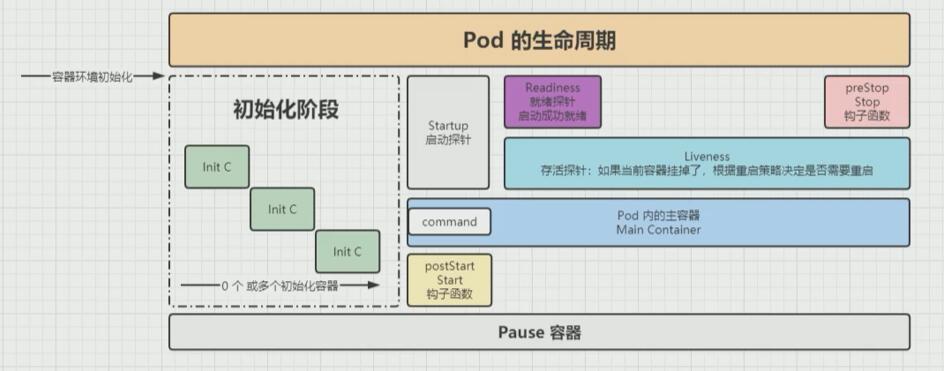 Pod 的生命周期
容器环境初始化
初始化阶段
Init C
Init C
Init C
0 个 或多个初始化容器
Startup
启动探针
Readiness
就绪探针
启动成功就绪
preStop
Stop
钩子函数
Liveness
存活探针：如果当前容器挂掉了，根据重启策略决定是否需要重启
command
Pod 内的主容器
Main Container
postStart
Start
钩子函数
Pause 容器